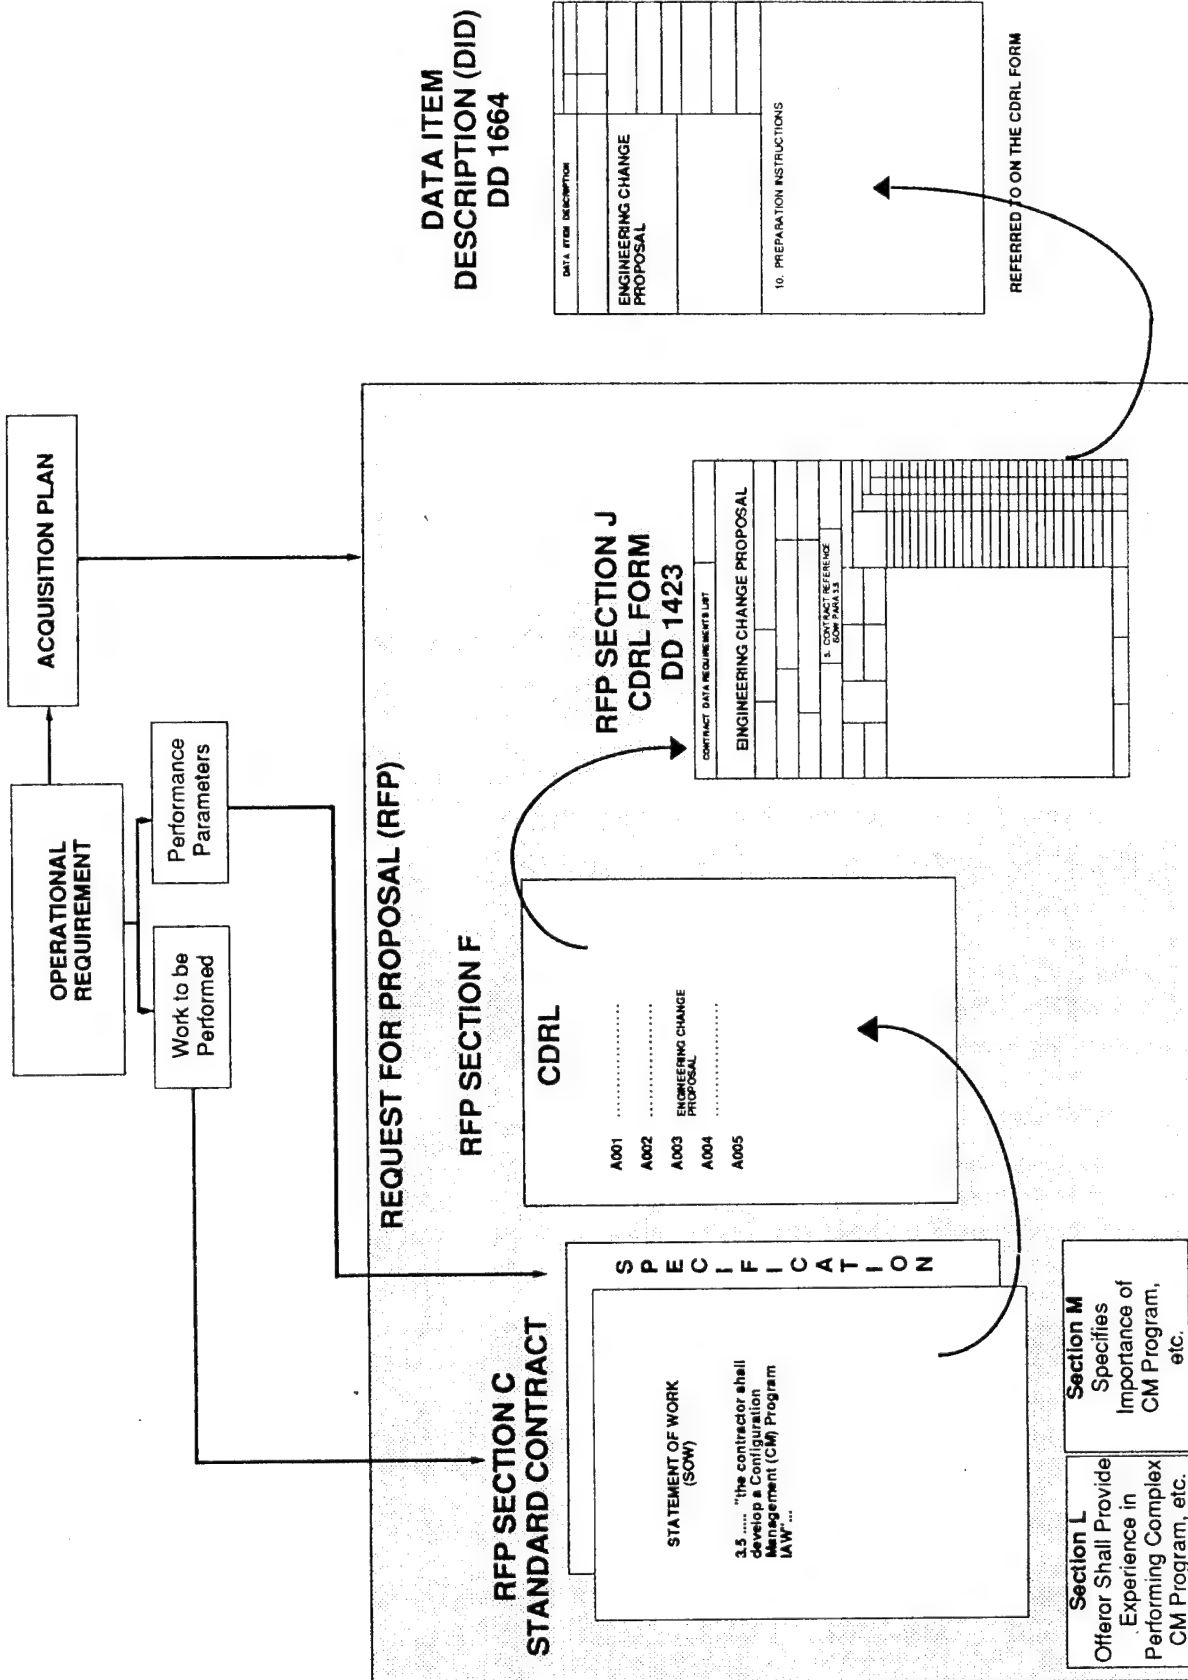 OPERATIONAL
REQUIREMENT
ACQUISITION PLAN
Work to be
Performed
Performance
Parameters
REQUEST FOR PROPOSAL (RFP)
RFP SECTION C
STANDARD CONTRACT
SPECIFICATION
STATEMENT OF WORK
(SOW)
3.5 ..... "the contractor shall
develop a Configuration
Management (CM) Program
IAW"...
Section L
Offeror Shall Provide
Experience in
Performing Complex
CM Program, etc.
Section M
Specifies
Importance of
CM Program,
etc.
RFP SECTION F
CDRL
A001 ....................
A002 ....................
A003 ENGINEERING CHANGE
PROPOSAL
A004 ....................
A005
RFP SECTION J
CDRL FORM
DD 1423
CONTRACT DATA REQUIREMENTS LIST
ENGINEERING CHANGE PROPOSAL
5. CONTRACT REFERENCE
SOW PARA 3.5
DATA ITEM
DESCRIPTION (DID)
DD 1664
DATA ITEM DESCRIPTION
ENGINEERING CHANGE
PROPOSAL
10. PREPARATION INSTRUCTIONS
REFERRED TO ON THE CDRL FORM